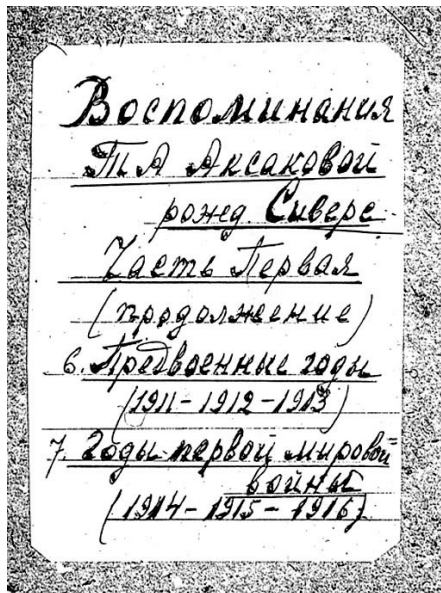 Воспоминания
Т А Аксаковой
рожд. Сиверс
Часть Первая
(продолжение)
6. Предвоенные годы
(1911-1912-1913)
7. Годы первой мировой
войны
(1914-1915-1916)